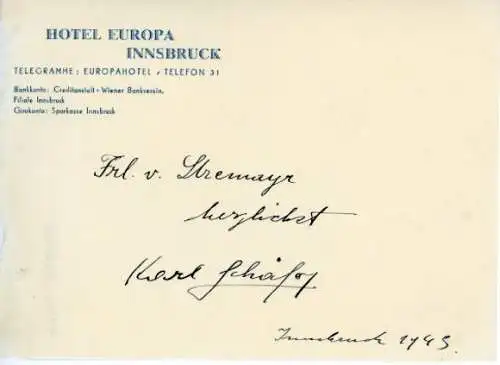 HOTEL EUROPA
INNSBRUCK
TELEGRAMME: EUROPAHOTEL / TELEFON 31
Bankkonto: Creditanstalt - Wiener Bankverein,
Filiale Innsbruck
Girokonto: Sparkasse Innsbruck
Frl. v. Stremayr
herzlichst
Karl Schäfer
Innsbruck 1943